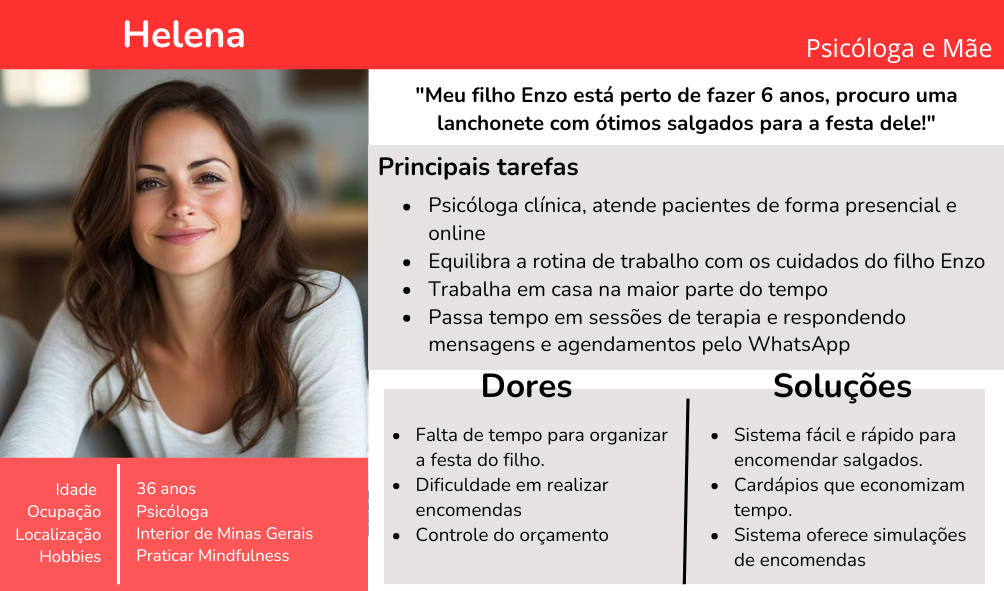 Helena
Psicóloga e Mãe
"Meu filho Enzo está perto de fazer 6 anos, procuro uma
lanchonete com ótimos salgados para a festa dele!"
Principais tarefas
• Psicóloga clínica, atende pacientes de forma presencial e
online
• Equilibra a rotina de trabalho com os cuidados do filho Enzo
• Trabalha em casa na maior parte do tempo
• Passa tempo em sessões de terapia e respondendo
mensagens e agendamentos pelo WhatsApp
Dores
• Falta de tempo para organizar
a festa do filho.
• Dificuldade em realizar
encomendas
• Controle do orçamento
Soluções
• Sistema fácil e rápido para
encomendar salgados.
• Cardápios que economizam
tempo.
• Sistema oferece simulações
de encomendas
Idade 36 anos
Ocupação Psicóloga
Localização Interior de Minas Gerais
Hobbies Praticar Mindfulness